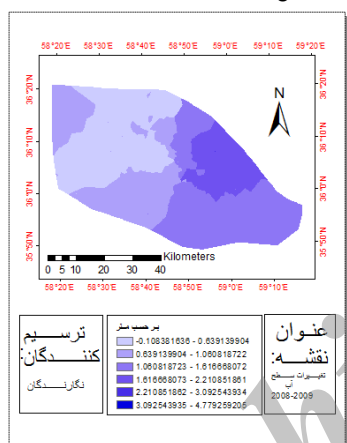 58°20'E 58°30'E 58°40'E 58°50'E 59°0'E 59°10'E 59°20'E
36°20'N 36°20'N
36°10'N 36°10'N
36°0'N 36°0'N
35°50'N 35°50'N
N
Kilometers
0 5 10 20 30 40
58°20'E 58°30'E 58°40'E 58°50'E 59°0'E 59°10'E
ترسیم
کنندگان:
نگارندگان
بر حسب متر
-0.108381636 - 0.639139904
0.639139904 - 1.060818722
1.060818723 - 1.616668072
1.616668073 - 2.210851861
2.210851862 - 3.092543934
3.092543935 - 4.779259205
عنوان
نقشه:
تغییرات سطح
آب
2008-2009